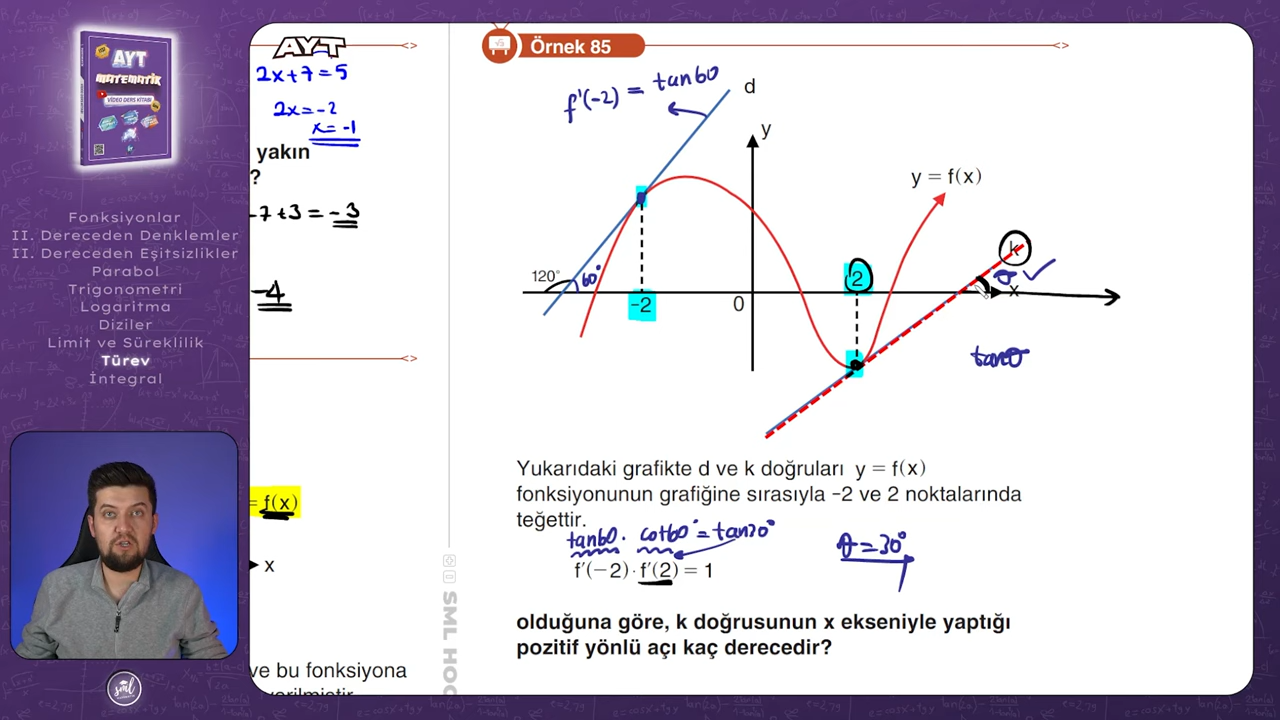 AYT
MATEMATİK
VİDEO DERS KİTABI
Fonksiyonlar
II. Dereceden Denklemler
II. Dereceden Eşitsizlikler
Parabol
Trigonometri
Logaritma
Diziler
Limit ve Süreklilik
Türev
İntegral
sml
AYT
2x+7=5
2x=-2
x=-1
yakın
?
-7+3=-3
-4
= f(x)
x
ve bu fonksiyona
verilmiştir
SML HOC
Örnek 85
f'(-2) = tan60
d
y
y = f(x)
k
120°
60°
-2
0
2
θ
x
tanθ
Yukarıdaki grafikte d ve k doğruları y = f(x)
fonksiyonunun grafiğine sırasıyla -2 ve 2 noktalarında
teğettir.
tan60 . cot60° = tan30°
θ = 30°
f'(-2) · f'(2) = 1
olduğuna göre, k doğrusunun x ekseniyle yaptığı
pozitif yönlü açı kaç derecedir?